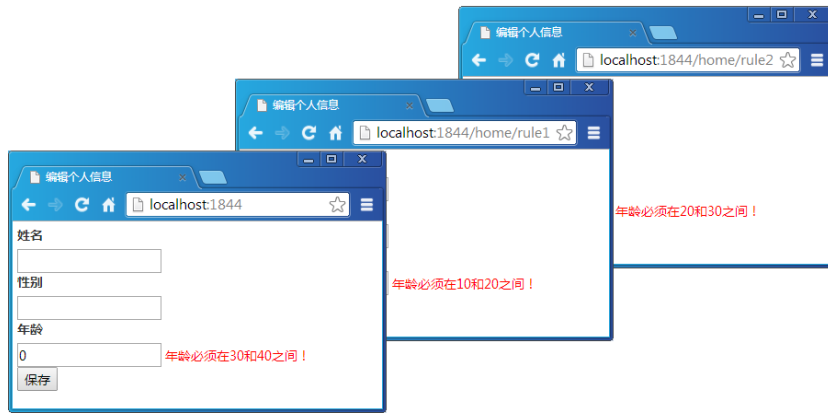 编辑个人信息
localhost:1844/home/rule2
年龄必须在20和30之间！
编辑个人信息
localhost:1844/home/rule1
年龄必须在10和20之间！
编辑个人信息
localhost:1844
姓名
性别
年龄
0 年龄必须在30和40之间！
保存